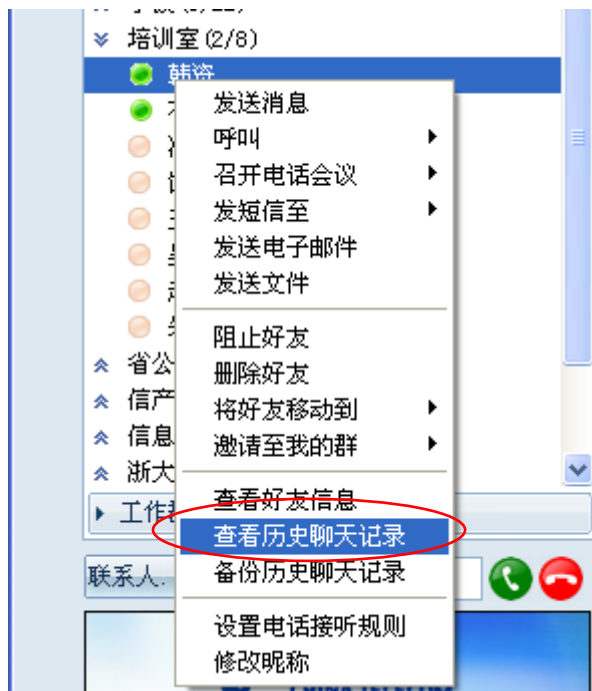 培训室 (2/8)
韩资
发送消息
呼叫
召开电话会议
发短信至
发送电子邮件
发送文件
阻止好友
删除好友
省公
信产
将好友移动到
信息
邀请至我的群
浙大
查看好友信息
工作
查看历史聊天记录
联系人.
备份历史聊天记录
设置电话接听规则
修改昵称